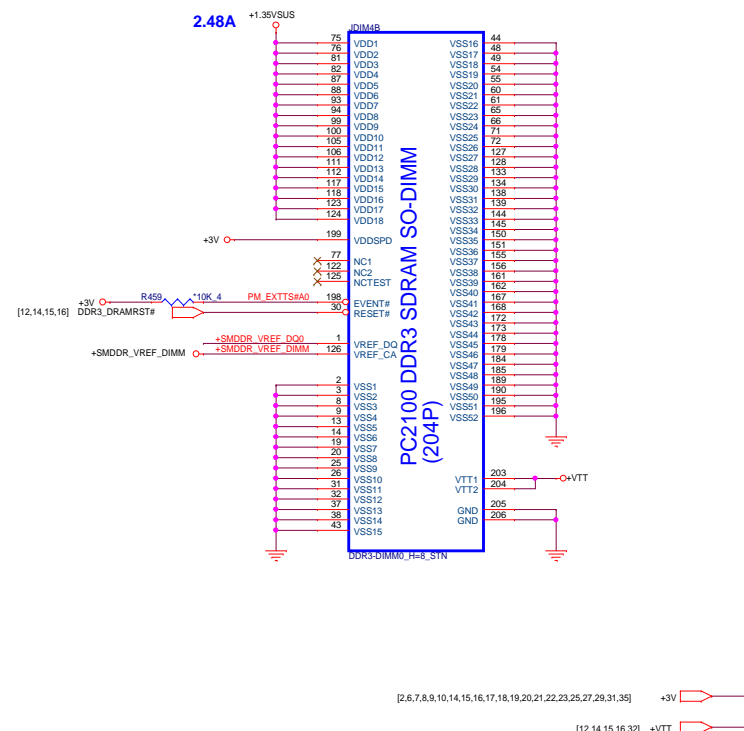 2.48A
+1.35VSUS
JDIM4B
75 VDD1
76 VDD2
81 VDD3
82 VDD4
87 VDD5
88 VDD6
93 VDD7
94 VDD8
99 VDD9
100 VDD10
105 VDD11
106 VDD12
111 VDD13
112 VDD14
117 VDD15
118 VDD16
123 VDD17
124 VDD18
+3V
199 VDDSPD
77 NC1
122 NC2
125 NCTEST
+3V
R459
*10K_4
PM_EXTTS#A0
198 EVENT#
[12,14,15,16] DDR3_DRAMRST#
30 RESET#
+SMDDR_VREF_DQ0
1 VREF_DQ
+SMDDR_VREF_DIMM
+SMDDR_VREF_DIMM
126 VREF_CA
2 VSS1
3 VSS2
8 VSS3
9 VSS4
13 VSS5
14 VSS6
19 VSS7
20 VSS8
25 VSS9
26 VSS10
31 VSS11
32 VSS12
37 VSS13
38 VSS14
43 VSS15
PC2100 DDR3 SDRAM SO-DIMM
(204P)
VSS16 44
VSS17 48
VSS18 49
VSS19 54
VSS20 55
VSS21 60
VSS22 61
VSS23 65
VSS24 66
VSS25 71
VSS26 72
VSS27 127
VSS28 128
VSS29 133
VSS30 134
VSS31 138
VSS32 139
VSS33 144
VSS34 145
VSS35 150
VSS36 151
VSS37 155
VSS38 156
VSS39 161
VSS40 162
VSS41 167
VSS42 168
VSS43 172
VSS44 173
VSS45 178
VSS46 179
VSS47 184
VSS48 185
VSS49 189
VSS50 190
VSS51 195
VSS52 196
VTT1 203
VTT2 204
+VTT
GND 205
GND 206
DDR3-DIMM0_H=8_STN
[2,6,7,8,9,10,14,15,16,17,18,19,20,21,22,23,25,27,29,31,35] +3V
[12,14,15,16,32] +VTT